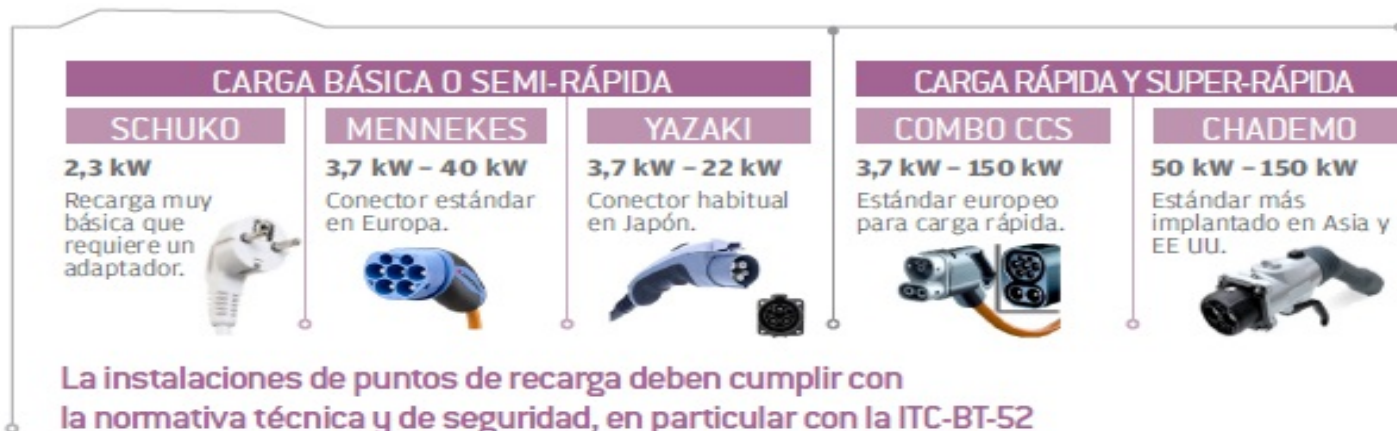 CARGA BÁSICA O SEMI-RÁPIDA
SCHUKO
2,3 kW
Recarga muy
básica que
requiere un
adaptador.
MENNEKES
3,7 kW – 40 kW
Conector estándar
en Europa.
YAZAKI
3,7 kW – 22 kW
Conector habitual
en Japón.
CARGA RÁPIDA Y SUPER-RÁPIDA
COMBO CCS
3,7 kW – 150 kW
Estándar europeo
para carga rápida.
CHADEMO
50 kW – 150 kW
Estándar más
implantado en Asia y
EE UU.
La instalaciones de puntos de recarga deben cumplir con
la normativa técnica y de seguridad, en particular con la ITC-BT-52